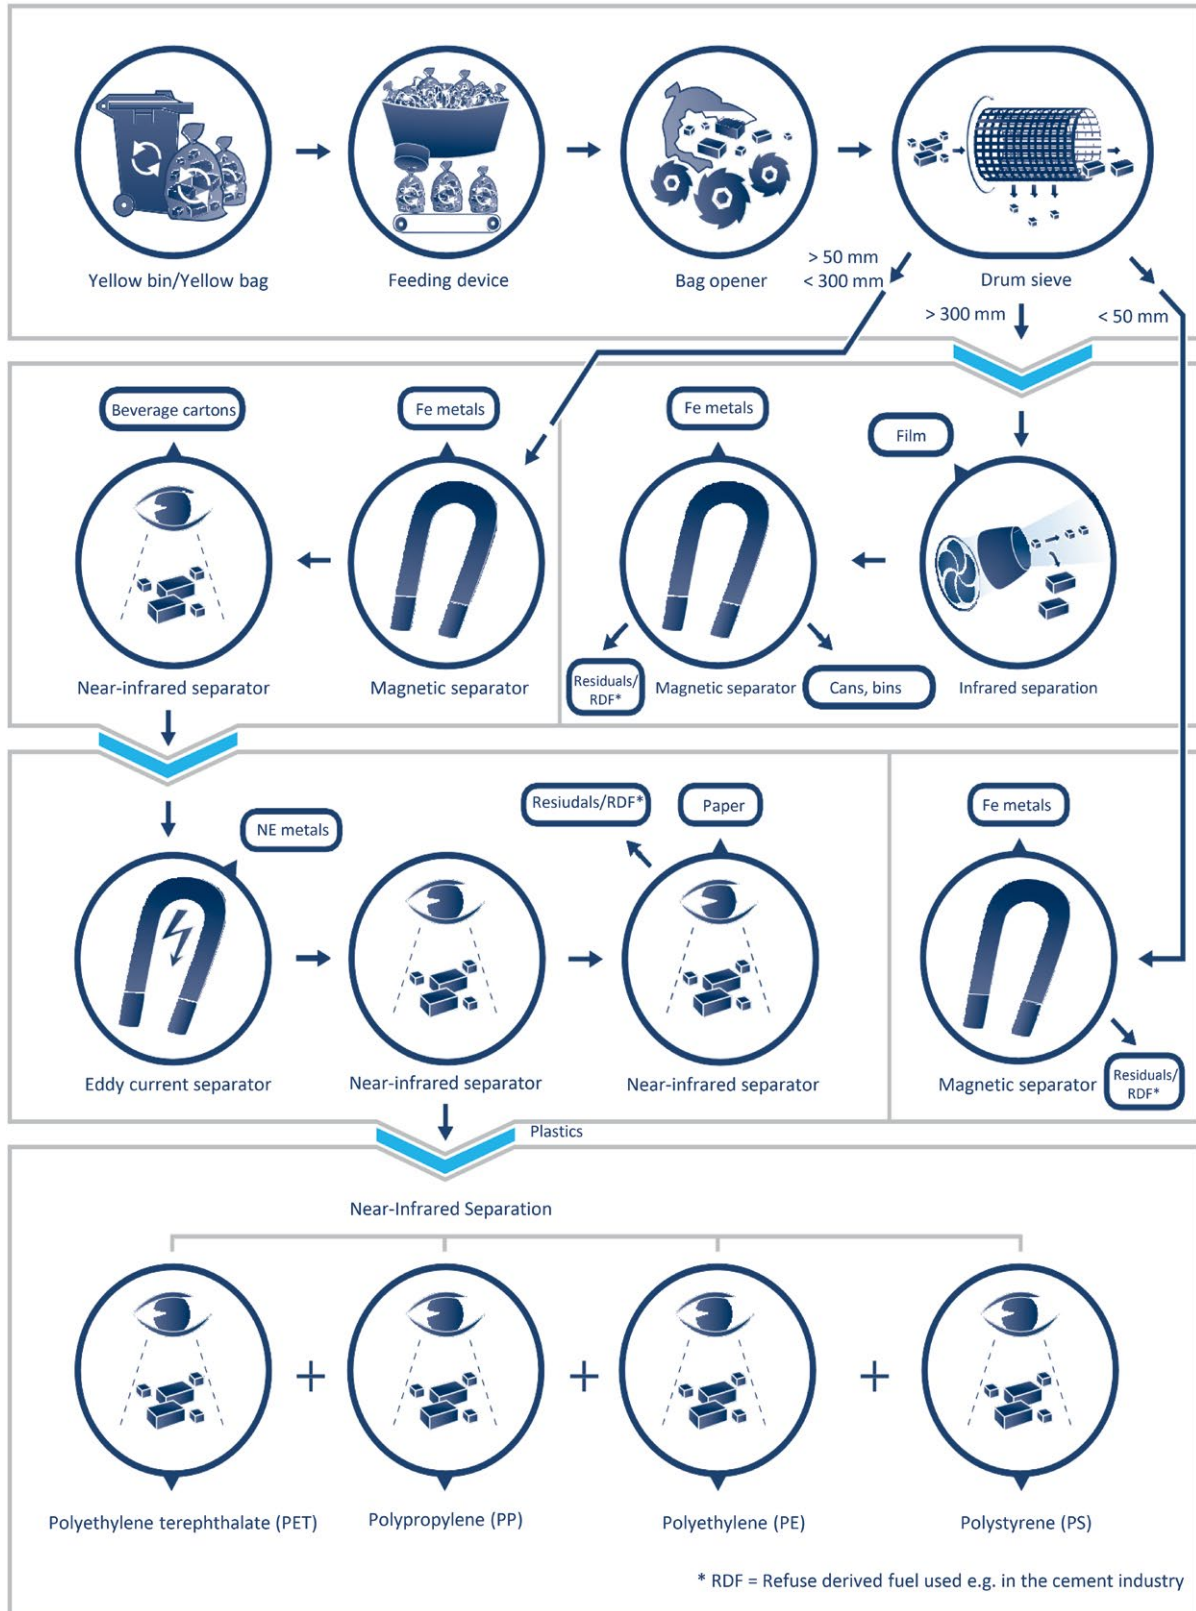 Yellow bin/Yellow bag
Feeding device
Bag opener
Drum sieve
> 50 mm
< 300 mm
> 300 mm
< 50 mm
Beverage cartons
Fe metals
Fe metals
Film
Near-infrared separator
Magnetic separator
Residuals/
RDF*
Magnetic separator
Cans, bins
Infrared separation
NE metals
Resiudals/RDF*
Paper
Fe metals
Eddy current separator
Near-infrared separator
Near-infrared separator
Magnetic separator
Residuals/
RDF*
Plastics
Near-Infrared Separation
Polyethylene terephthalate (PET)
Polypropylene (PP)
Polyethylene (PE)
Polystyrene (PS)
* RDF = Refuse derived fuel used e.g. in the cement industry